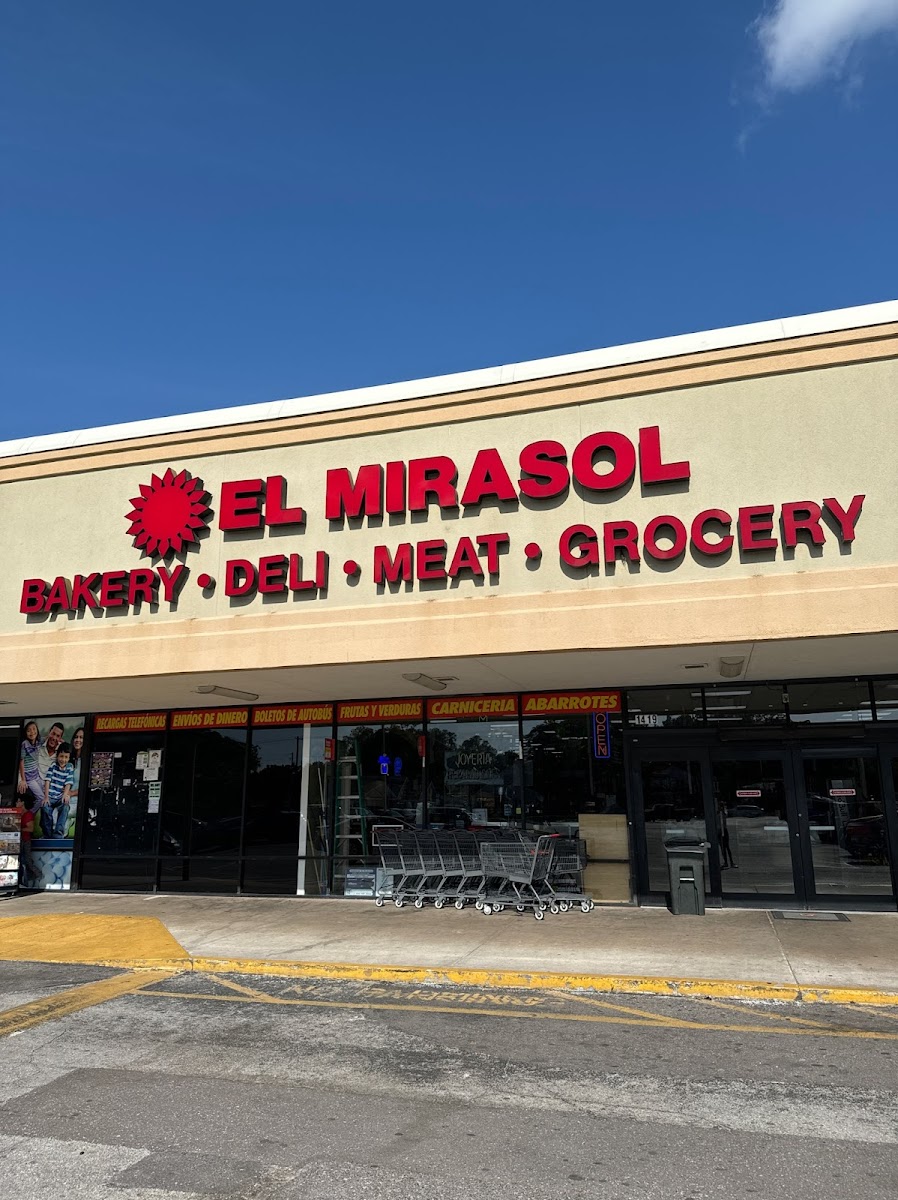 EL MIRASOL
BAKERY • DELI • MEAT • GROCERY
RECARGAS TELEFÓNICAS
ENVÍOS DE DINERO
BOLETOS DE AUTOBÚS
FRUTAS Y VERDURAS
CARNICERIA
ABARROTES
1419
OPEN
JOYERIA